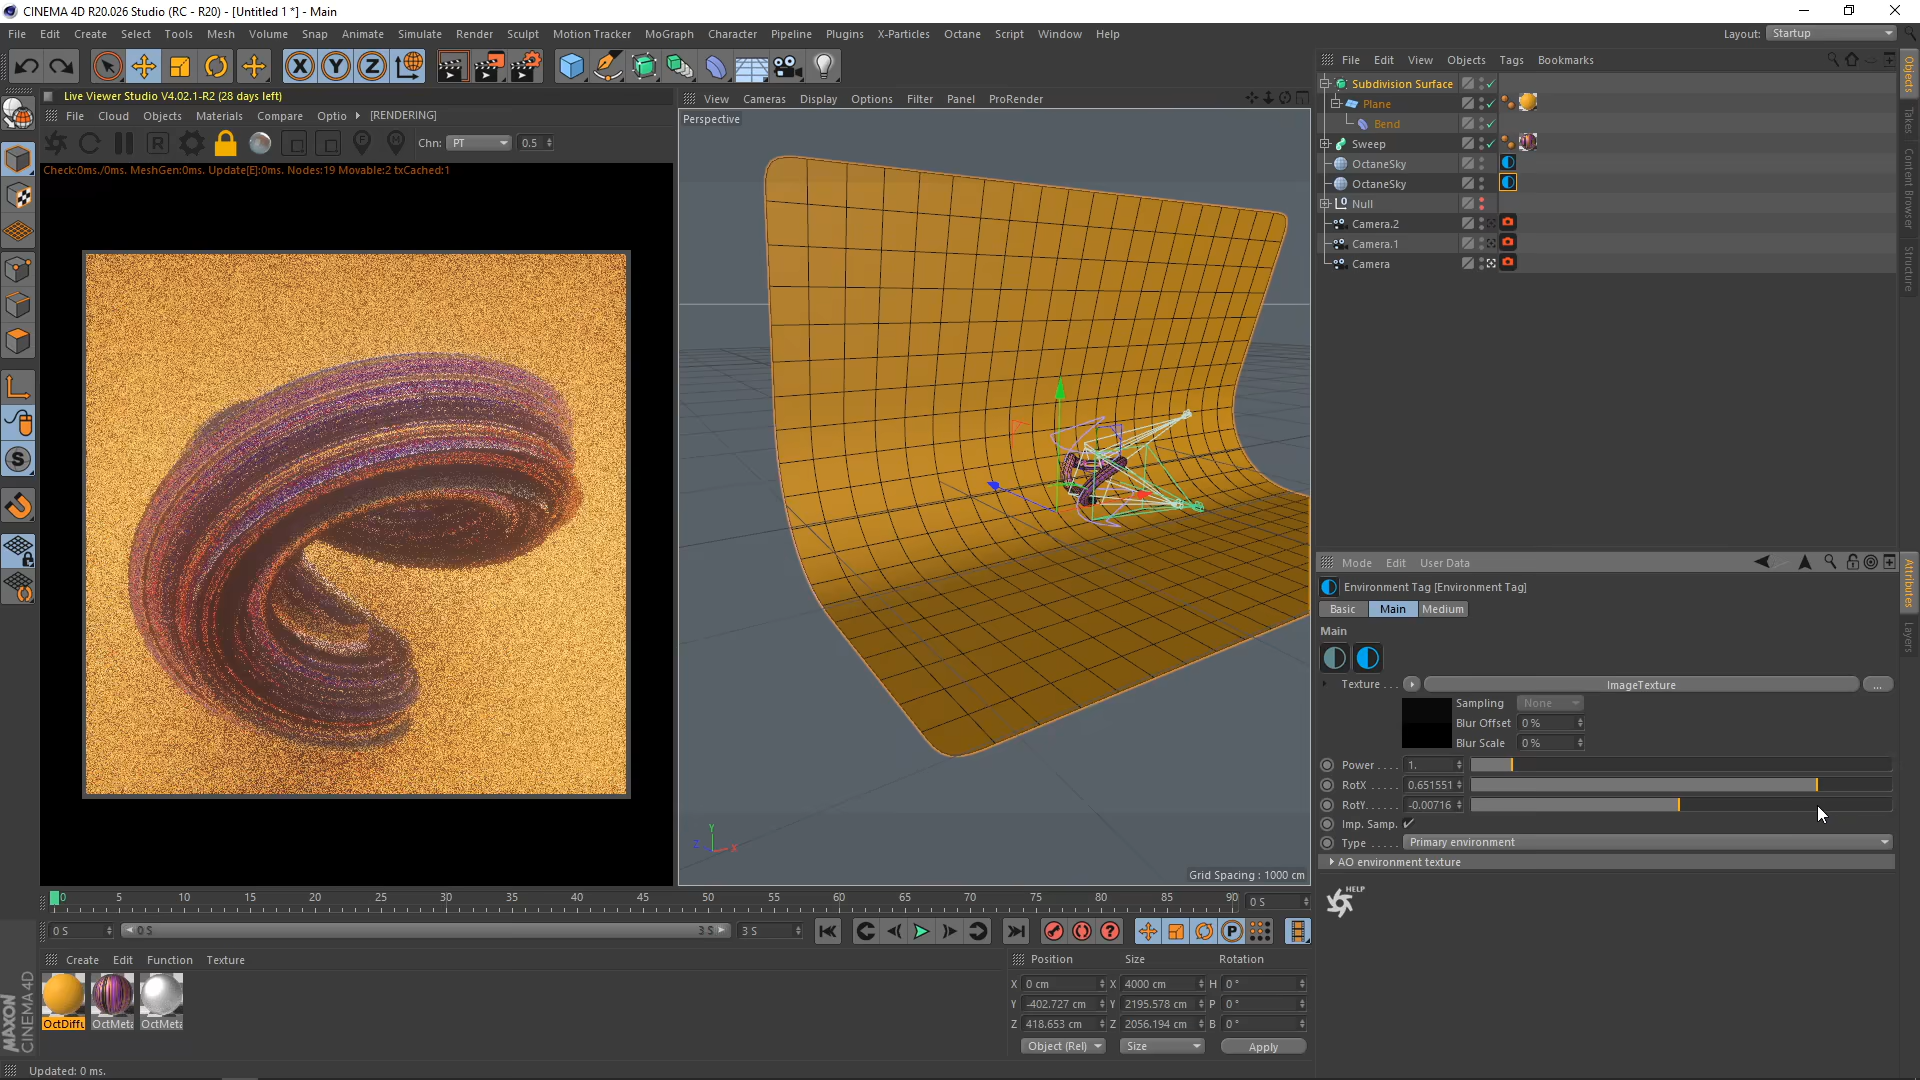 CINEMA 4D R20.026 Studio (RC - R20) - [Untitled 1 *] - Main
File Edit Create Select Tools Mesh Volume Snap Animate Simulate Render Sculpt Motion Tracker MoGraph Character Pipeline Plugins X-Particles Octane Script Window Help
Layout: Startup
Live Viewer Studio V4.02.1-R2 (28 days left)
File Cloud Objects Materials Compare Optio [RENDERING]
Chn: PT 0.5
Check:0ms./0ms. MeshGen:0ms. Update[E]:0ms. Nodes:19 Movable:2 txCached:1
View Cameras Display Options Filter Panel ProRender
Perspective
Grid Spacing : 1000 cm
Y
Z X
File Edit View Objects Tags Bookmarks
Subdivision Surface
Plane
Bend
Sweep
OctaneSky
OctaneSky
Null
Camera.2
Camera.1
Camera
Objects
Takes
Content Browser
Structure
Mode Edit User Data
Attributes
Layers
Environment Tag [Environment Tag]
Basic Main Medium
Main
Texture . . . ImageTexture ...
Sampling None
Blur Offset 0 %
Blur Scale 0 %
Power . . . . 1.
RotX . . . . . 0.651551
RotY. . . . . . -0.00716
Imp. Samp. ✓
Type . . . . . Primary environment
AO environment texture
HELP
0 5 10 15 20 25 30 35 40 45 50 55 60 65 70 75 80 85 90 0 S
0 S 0 S 3 S 3 S
Create Edit Function Texture
OctDiffu OctMeta OctMeta
Position Size Rotation
X 0 cm X 4000 cm H 0 °
Y -402.727 cm Y 2195.578 cm P 0 °
Z 418.653 cm Z 2056.194 cm B 0 °
Object (Rel) Size Apply
MAXON
CINEMA 4D
Updated: 0 ms.